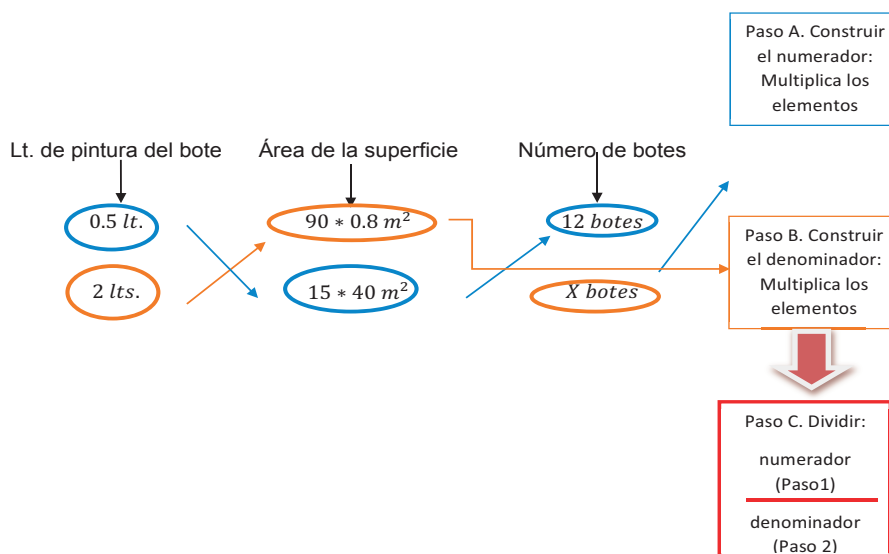 Paso A. Construir
el numerador:
Multiplica los
elementos
Lt. de pintura del bote
Área de la superficie
Número de botes
0.5 lt.
90 * 0.8 m²
12 botes
2 lts.
15 * 40 m²
X botes
Paso B. Construir
el denominador:
Multiplica los
elementos
Paso C. Dividir:
numerador
(Paso1)
denominador
(Paso 2)